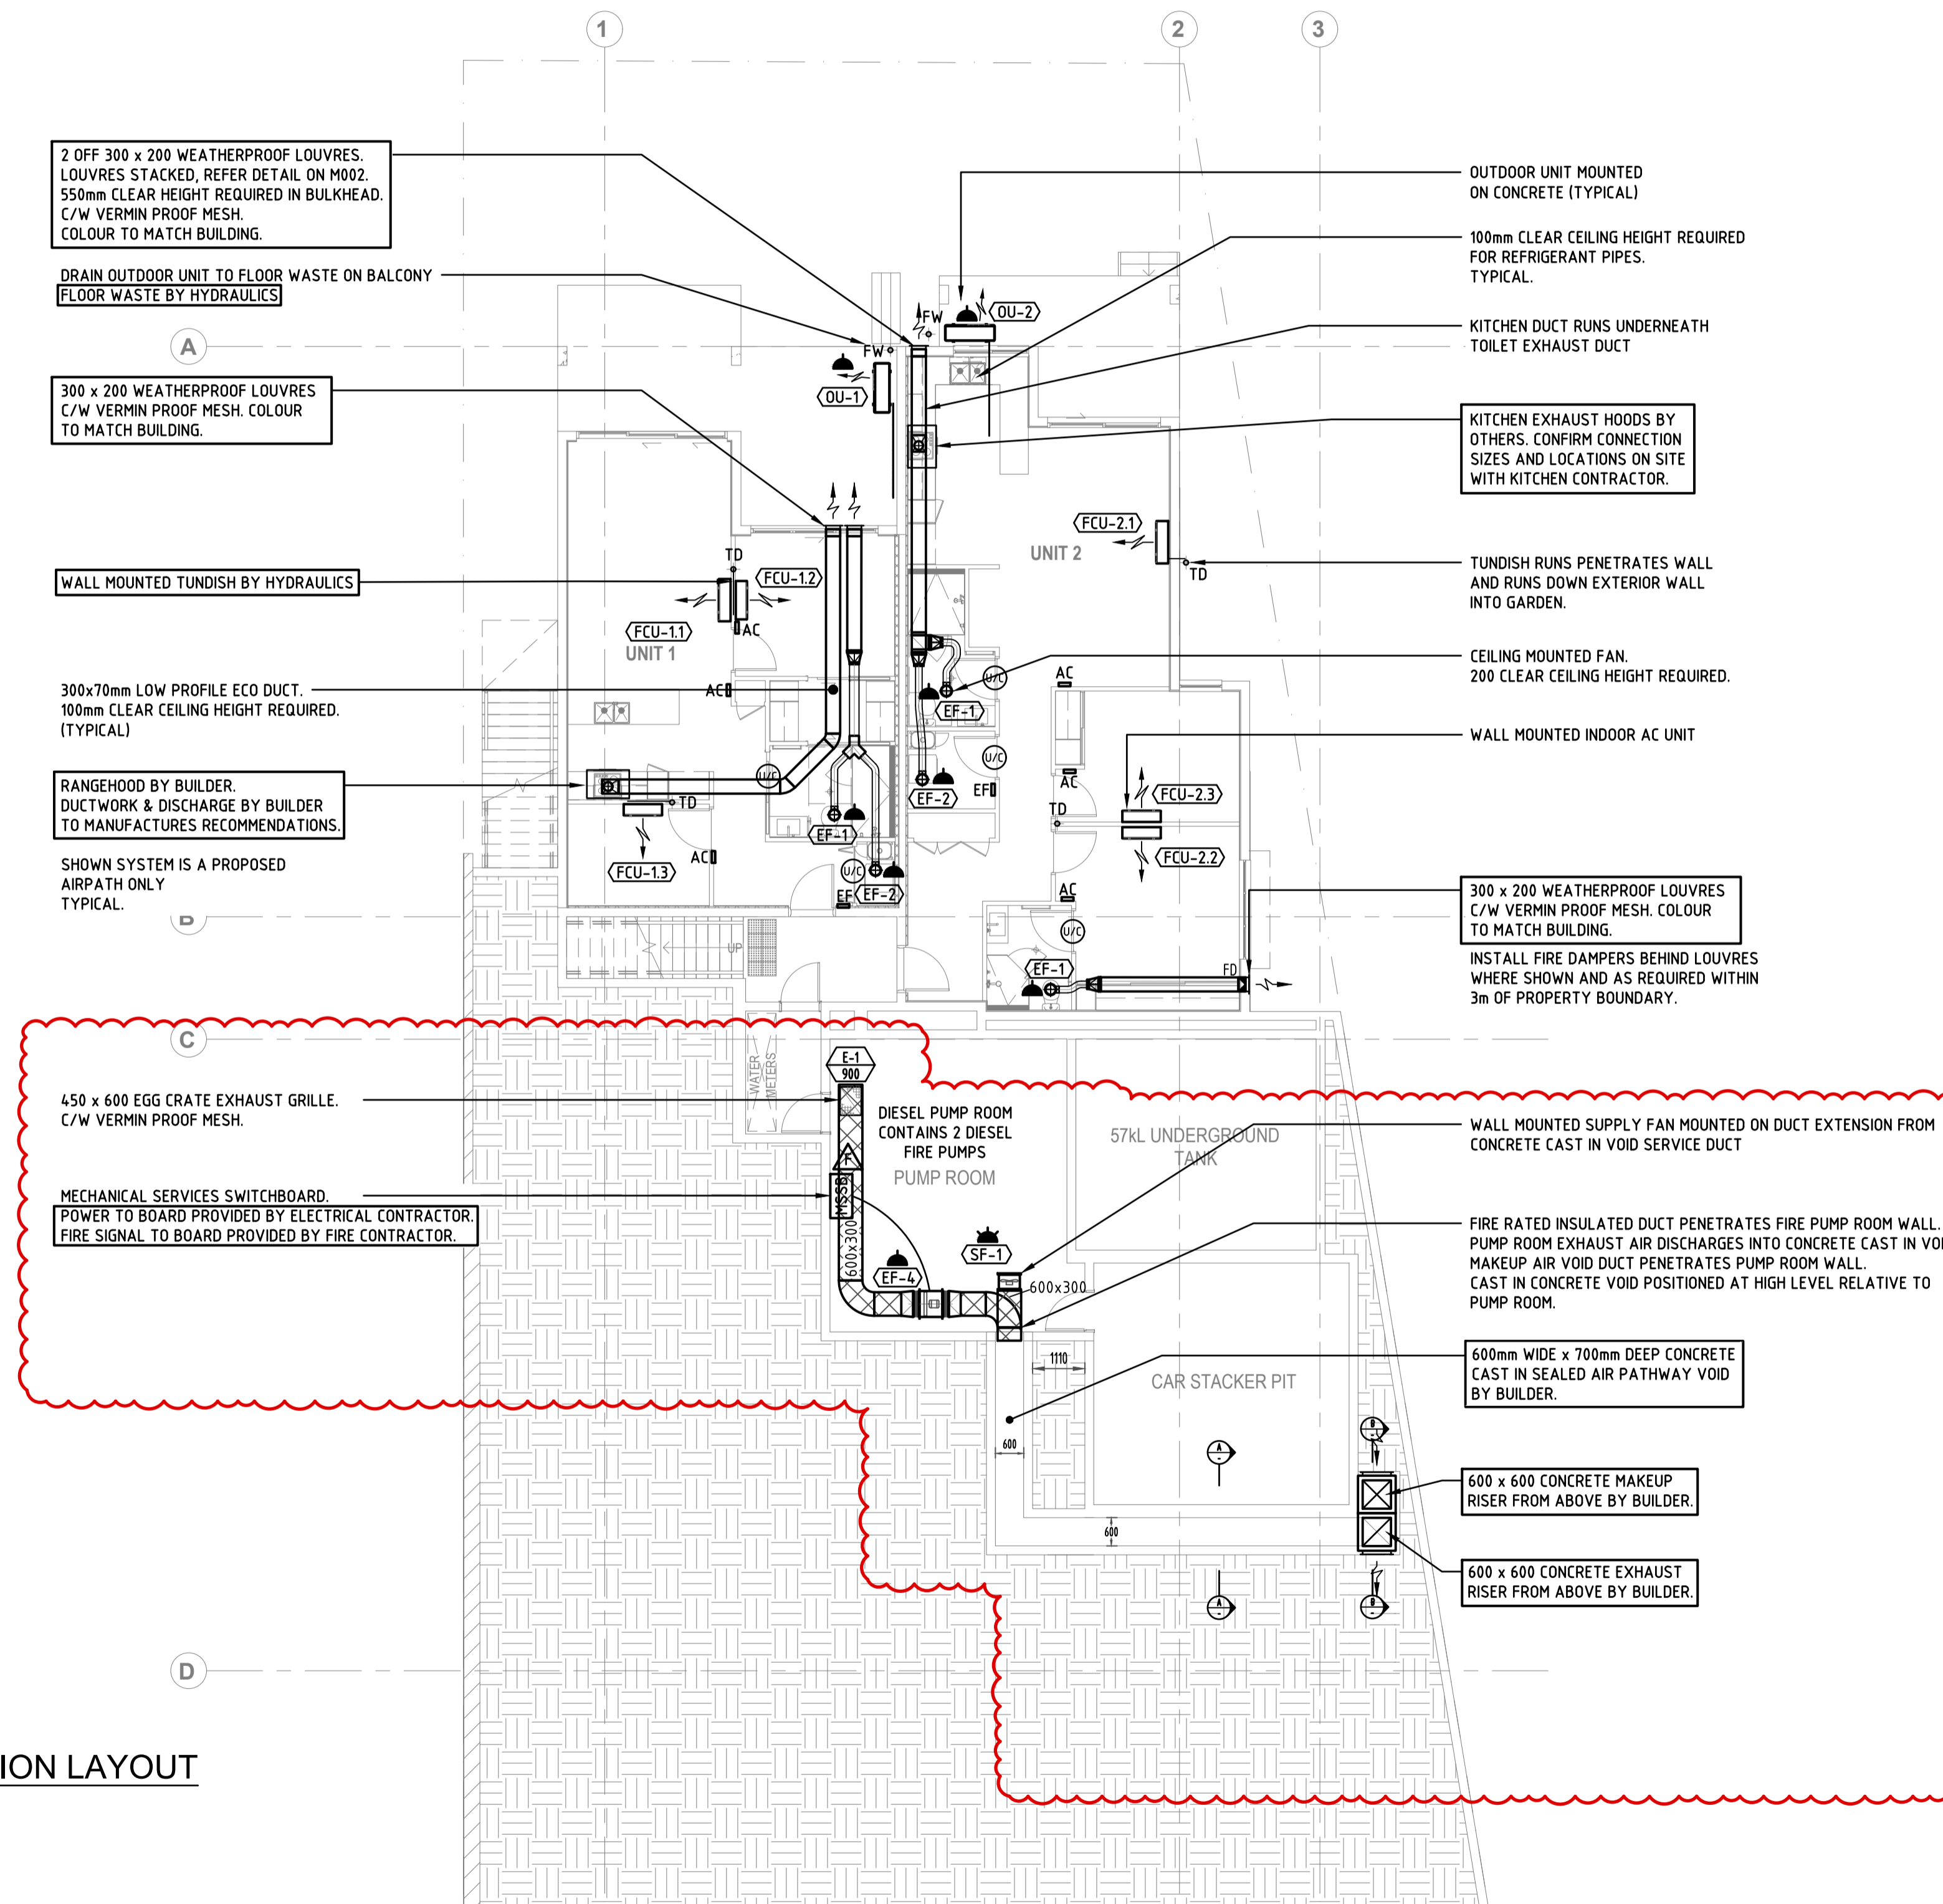 1
2
3
2 OFF 300 x 200 WEATHERPROOF LOUVRES.
LOUVRES STACKED, REFER DETAIL ON M002.
550mm CLEAR HEIGHT REQUIRED IN BULKHEAD.
C/W VERMIN PROOF MESH.
COLOUR TO MATCH BUILDING.
DRAIN OUTDOOR UNIT TO FLOOR WASTE ON BALCONY
FLOOR WASTE BY HYDRAULICS
A
300 x 200 WEATHERPROOF LOUVRES
C/W VERMIN PROOF MESH. COLOUR
TO MATCH BUILDING.
WALL MOUNTED TUNDISH BY HYDRAULICS
300x70mm LOW PROFILE ECO DUCT.
100mm CLEAR CEILING HEIGHT REQUIRED.
(TYPICAL)
RANGEHOOD BY BUILDER.
DUCTWORK & DISCHARGE BY BUILDER
TO MANUFACTURES RECOMMENDATIONS.
SHOWN SYSTEM IS A PROPOSED
AIRPATH ONLY
TYPICAL.
B
C
450 x 600 EGG CRATE EXHAUST GRILLE.
C/W VERMIN PROOF MESH.
MECHANICAL SERVICES SWITCHBOARD.
POWER TO BOARD PROVIDED BY ELECTRICAL CONTRACTOR.
FIRE SIGNAL TO BOARD PROVIDED BY FIRE CONTRACTOR.
D
ION LAYOUT
FW
OU-2
FW
OU-1
TD
FCU-1.2
FCU-1.1
AC
UNIT 1
AC
U/C
TD
EF-1
FCU-1.3
AC
U/C
EF-2
EF
UP
UNIT 2
FCU-2.1
TD
U/C
AC
EF-1
U/C
AC
EF-2
EF
TD
FCU-2.3
FCU-2.2
AC
U/C
EF-1
FD
WATER
METERS
E-1
900
DIESEL PUMP ROOM
CONTAINS 2 DIESEL
FIRE PUMPS
PUMP ROOM
F
MSSB
600x300
EF-4
SF-1
600x300
57kL UNDERGROUND
TANK
1110
CAR STACKER PIT
600
600
A
-
A
-
B
-
B
-
OUTDOOR UNIT MOUNTED
ON CONCRETE (TYPICAL)
100mm CLEAR CEILING HEIGHT REQUIRED
FOR REFRIGERANT PIPES.
TYPICAL.
KITCHEN DUCT RUNS UNDERNEATH
TOILET EXHAUST DUCT
KITCHEN EXHAUST HOODS BY
OTHERS. CONFIRM CONNECTION
SIZES AND LOCATIONS ON SITE
WITH KITCHEN CONTRACTOR.
TUNDISH RUNS PENETRATES WALL
AND RUNS DOWN EXTERIOR WALL
INTO GARDEN.
CEILING MOUNTED FAN.
200 CLEAR CEILING HEIGHT REQUIRED.
WALL MOUNTED INDOOR AC UNIT
300 x 200 WEATHERPROOF LOUVRES
C/W VERMIN PROOF MESH. COLOUR
TO MATCH BUILDING.
INSTALL FIRE DAMPERS BEHIND LOUVRES
WHERE SHOWN AND AS REQUIRED WITHIN
3m OF PROPERTY BOUNDARY.
WALL MOUNTED SUPPLY FAN MOUNTED ON DUCT EXTENSION FROM
CONCRETE CAST IN VOID SERVICE DUCT
FIRE RATED INSULATED DUCT PENETRATES FIRE PUMP ROOM WALL.
PUMP ROOM EXHAUST AIR DISCHARGES INTO CONCRETE CAST IN
MAKEUP AIR VOID DUCT PENETRATES PUMP ROOM WALL.
CAST IN CONCRETE VOID POSITIONED AT HIGH LEVEL RELATIVE TO
PUMP ROOM.
600mm WIDE x 700mm DEEP CONCRETE
CAST IN SEALED AIR PATHWAY VOID
BY BUILDER.
600 x 600 CONCRETE MAKEUP
RISER FROM ABOVE BY BUILDER.
600 x 600 CONCRETE EXHAUST
RISER FROM ABOVE BY BUILDER.